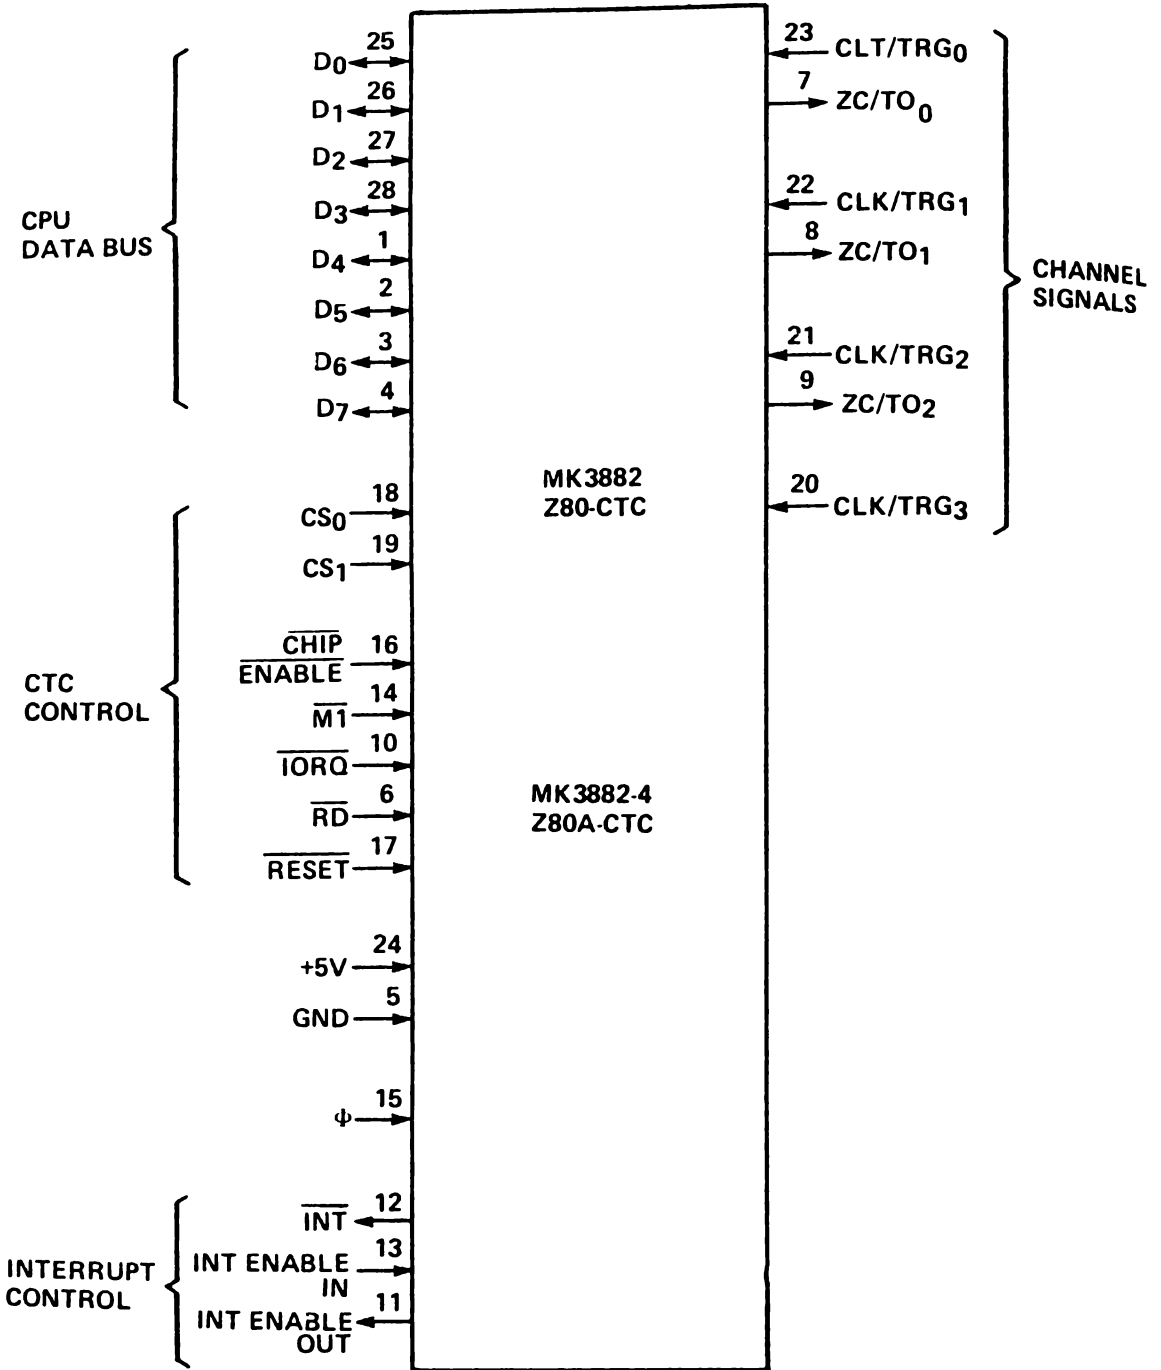 25
D0
26
D1
27
D2
28
D3
1
D4
2
D5
3
D6
4
D7
CPU
DATA BUS
18
CS0
19
CS1
CHIP 16
ENABLE
14
M1
10
IORQ
6
RD
17
RESET
CTC
CONTROL
24
+5V
5
GND
15
ϕ
12
INT
13
INT ENABLE
IN
11
INT ENABLE
OUT
INTERRUPT
CONTROL
MK3882
Z80-CTC
MK3882-4
Z80A-CTC
23
CLT/TRG0
7
ZC/TO0
22
CLK/TRG1
8
ZC/TO1
21
CLK/TRG2
9
ZC/TO2
20
CLK/TRG3
CHANNEL
SIGNALS